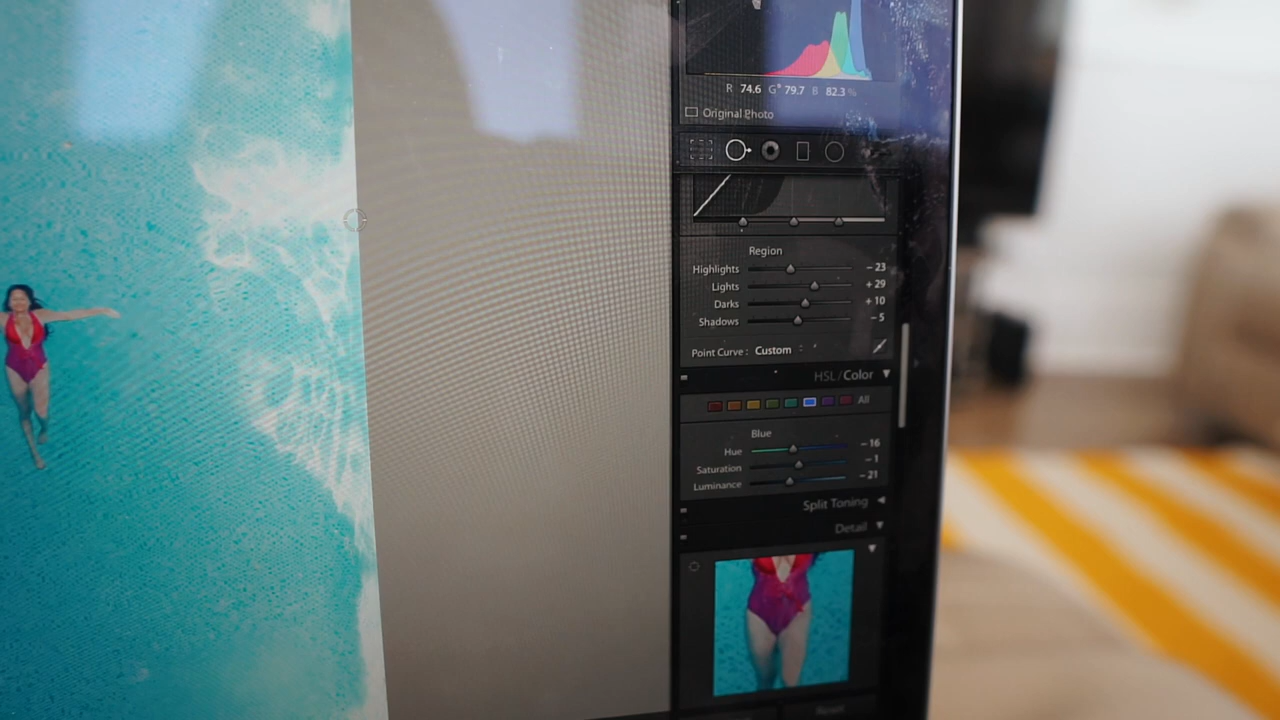 R 74.6 G 79.7 B 82.3 %
Original Photo
Region
Highlights - 23
Lights + 29
Darks + 10
Shadows - 5
Point Curve : Custom
HSL / Color
All
Blue
Hue - 16
Saturation - 1
Luminance - 21
Split Toning
Detail